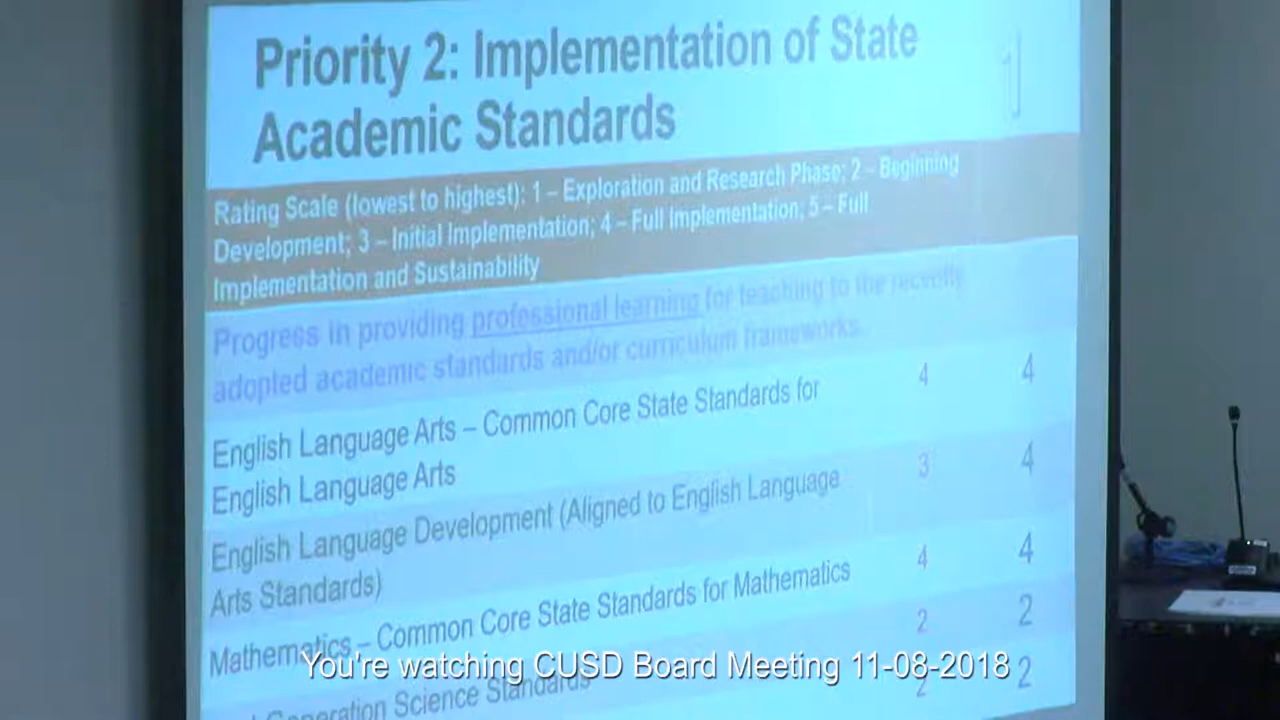 Priority 2: Implementation of State
Academic Standards
Rating Scale (lowest to highest): 1 – Exploration and Research Phase; 2 – Beginning
Development; 3 – Initial Implementation; 4 – Full Implementation; 5 – Full
Implementation and Sustainability
Progress in providing professional learning for teaching to the recently
adopted academic standards and/or curriculum frameworks.
English Language Arts – Common Core State Standards for 4 4
English Language Arts
English Language Development (Aligned to English Language 3 4
Arts Standards)
Mathematics – Common Core State Standards for Mathematics 4 4
2 2
Generation Science Standards 2 2
You're watching CUSD Board Meeting 11-08-2018